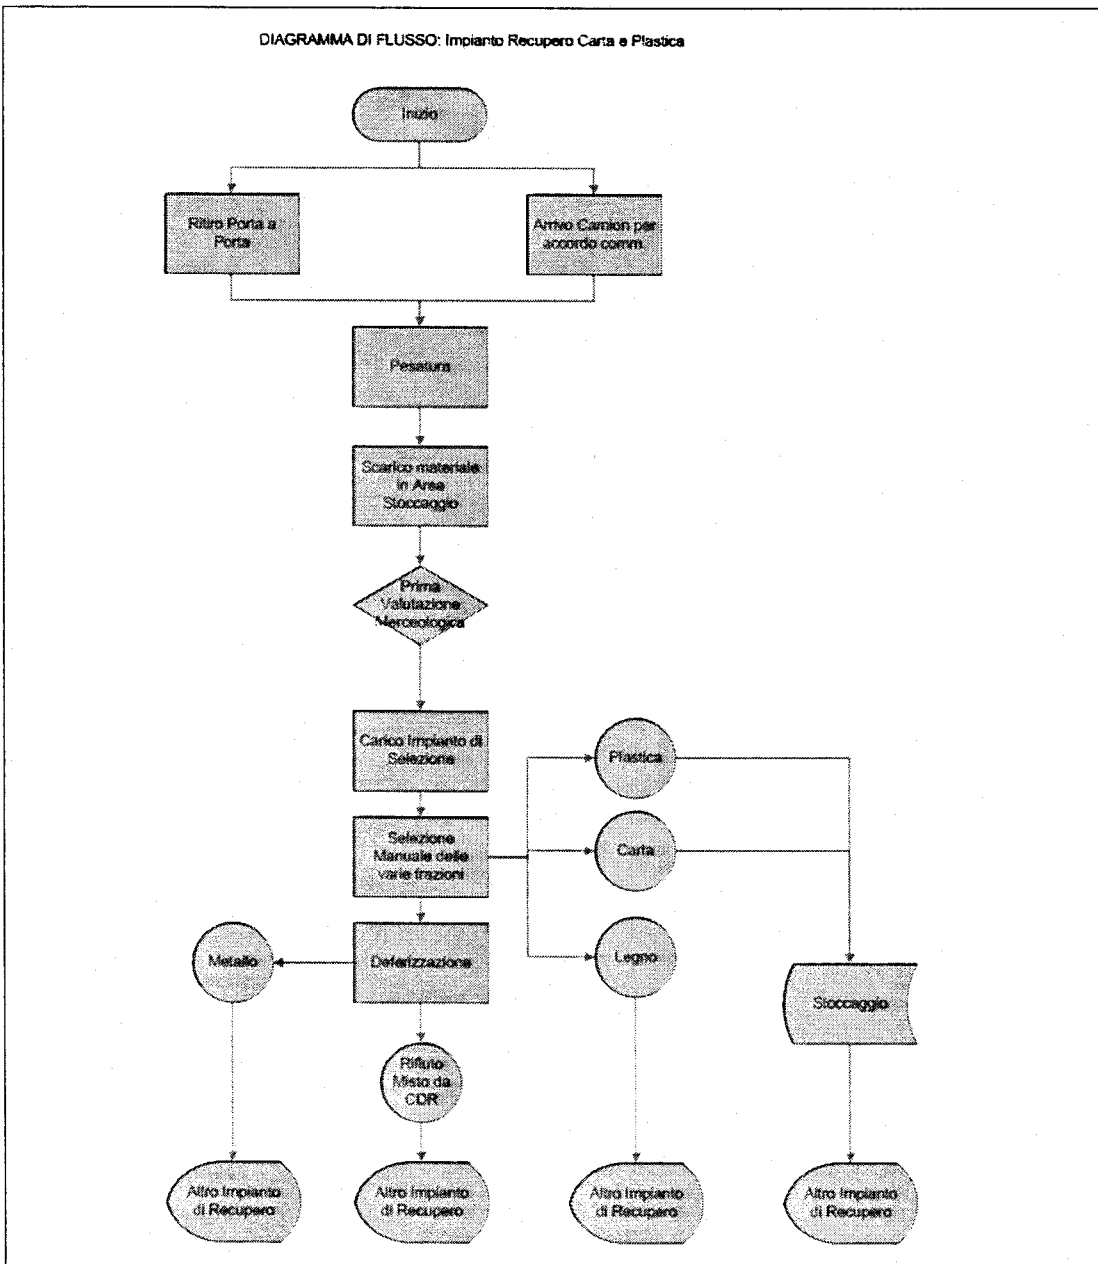 DIAGRAMMA DI FLUSSO: Impianto Recupero Carta e Plastica
Inizio
Ritiro Porta a
Porta
Arrivo Camion per
accordo comm.
Pesatura
Scarico materiale
in Area
Stoccaggio
Prima
Valutazione
Merceologica
Carico Impianto di
Selezione
Plastica
Selezione
Manuale delle
varie frazioni
Carta
Metallo
Deferizzazione
Legno
Stoccaggio
Rifiuto
Misto da
CDR
Altro Impianto
di Recupero
Altro Impianto
di Recupero
Altro Impianto
di Recupero
Altro Impianto
di Recupero